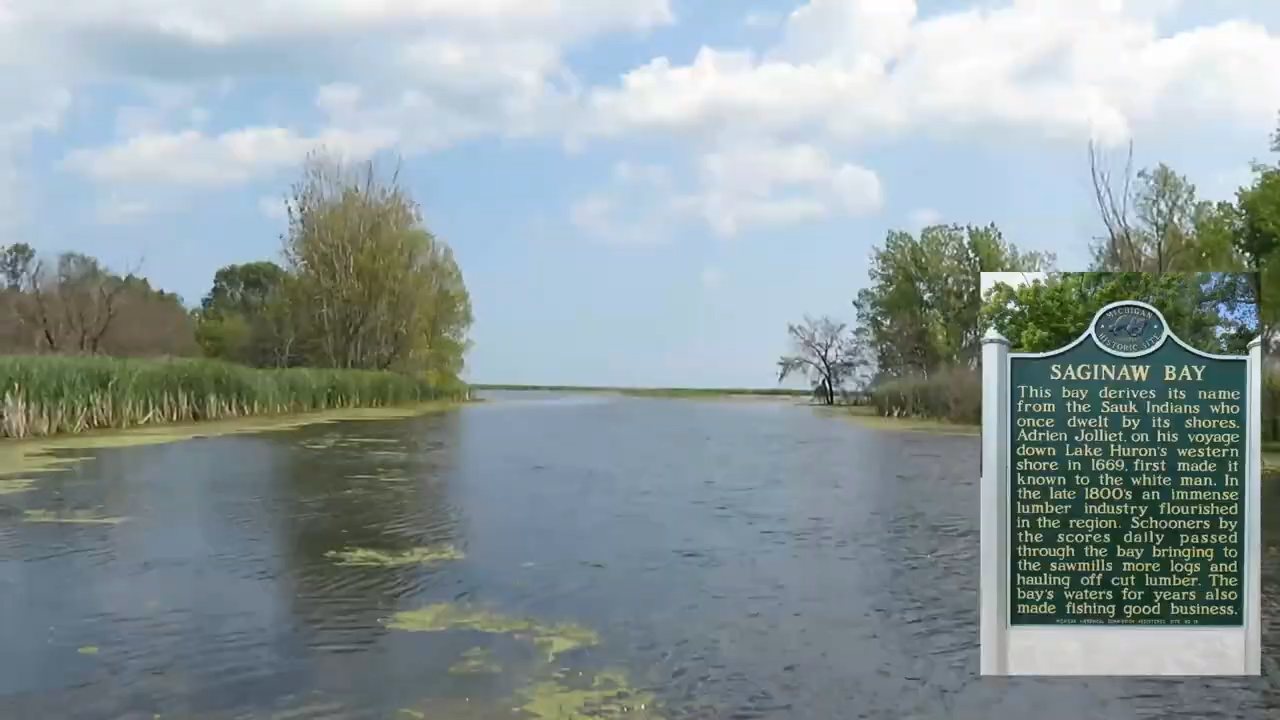 MICHIGAN
HISTORIC SITE
SAGINAW BAY
This bay derives its name
from the Sauk Indians who
once dwelt by its shores.
Adrien Jolliet, on his voyage
down Lake Huron's western
shore in 1669, first made it
known to the white man. In
the late 1800's an immense
lumber industry flourished
in the region. Schooners by
the scores daily passed
through the bay bringing to
the sawmills more logs and
hauling off cut lumber. The
bay's waters for years also
made fishing good business.